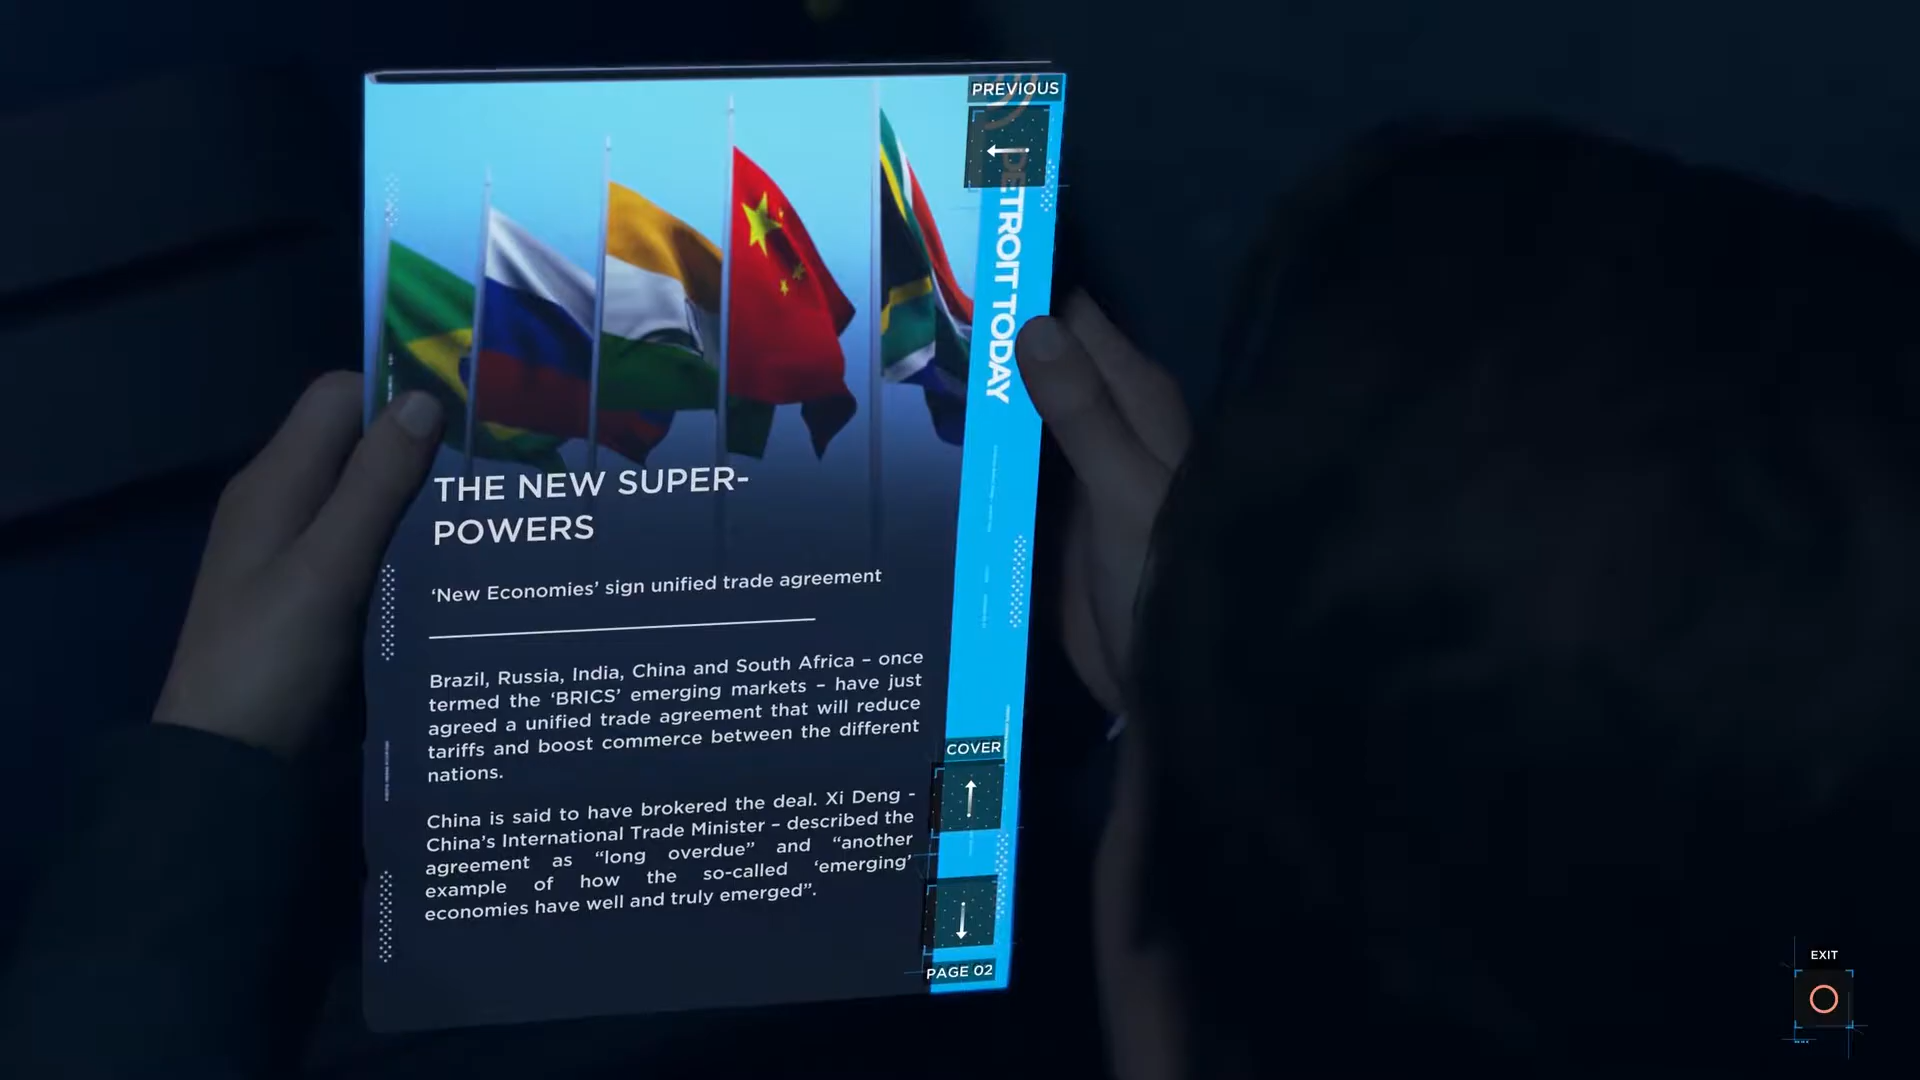 PREVIOUS
DETROIT TODAY
THE NEW SUPER-
POWERS
‘New Economies’ sign unified trade agreement
Brazil, Russia, India, China and South Africa – once
termed the ‘BRICS’ emerging markets – have just
agreed a unified trade agreement that will reduce
tariffs and boost commerce between the different
nations.
China is said to have brokered the deal. Xi Deng -
China’s International Trade Minister – described the
agreement as “long overdue” and “another
example of how the so-called ‘emerging’
economies have well and truly emerged”.
COVER
PAGE 02
EXIT